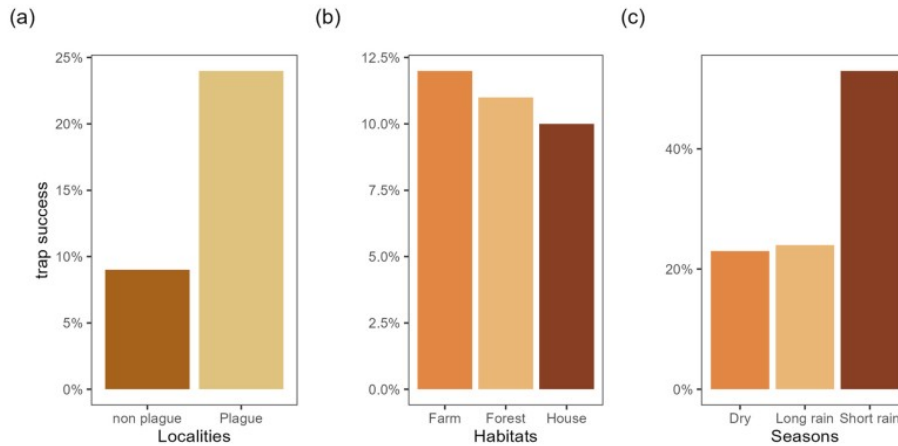 (a)
trap success
25%
20%
15%
10%
5%
0%
non plague Plague
Localities
(b)
12.5%
10.0%
7.5%
5.0%
2.5%
0.0%
Farm Forest House
Habitats
(c)
40%
20%
0%
Dry Long rain Short rain
Seasons